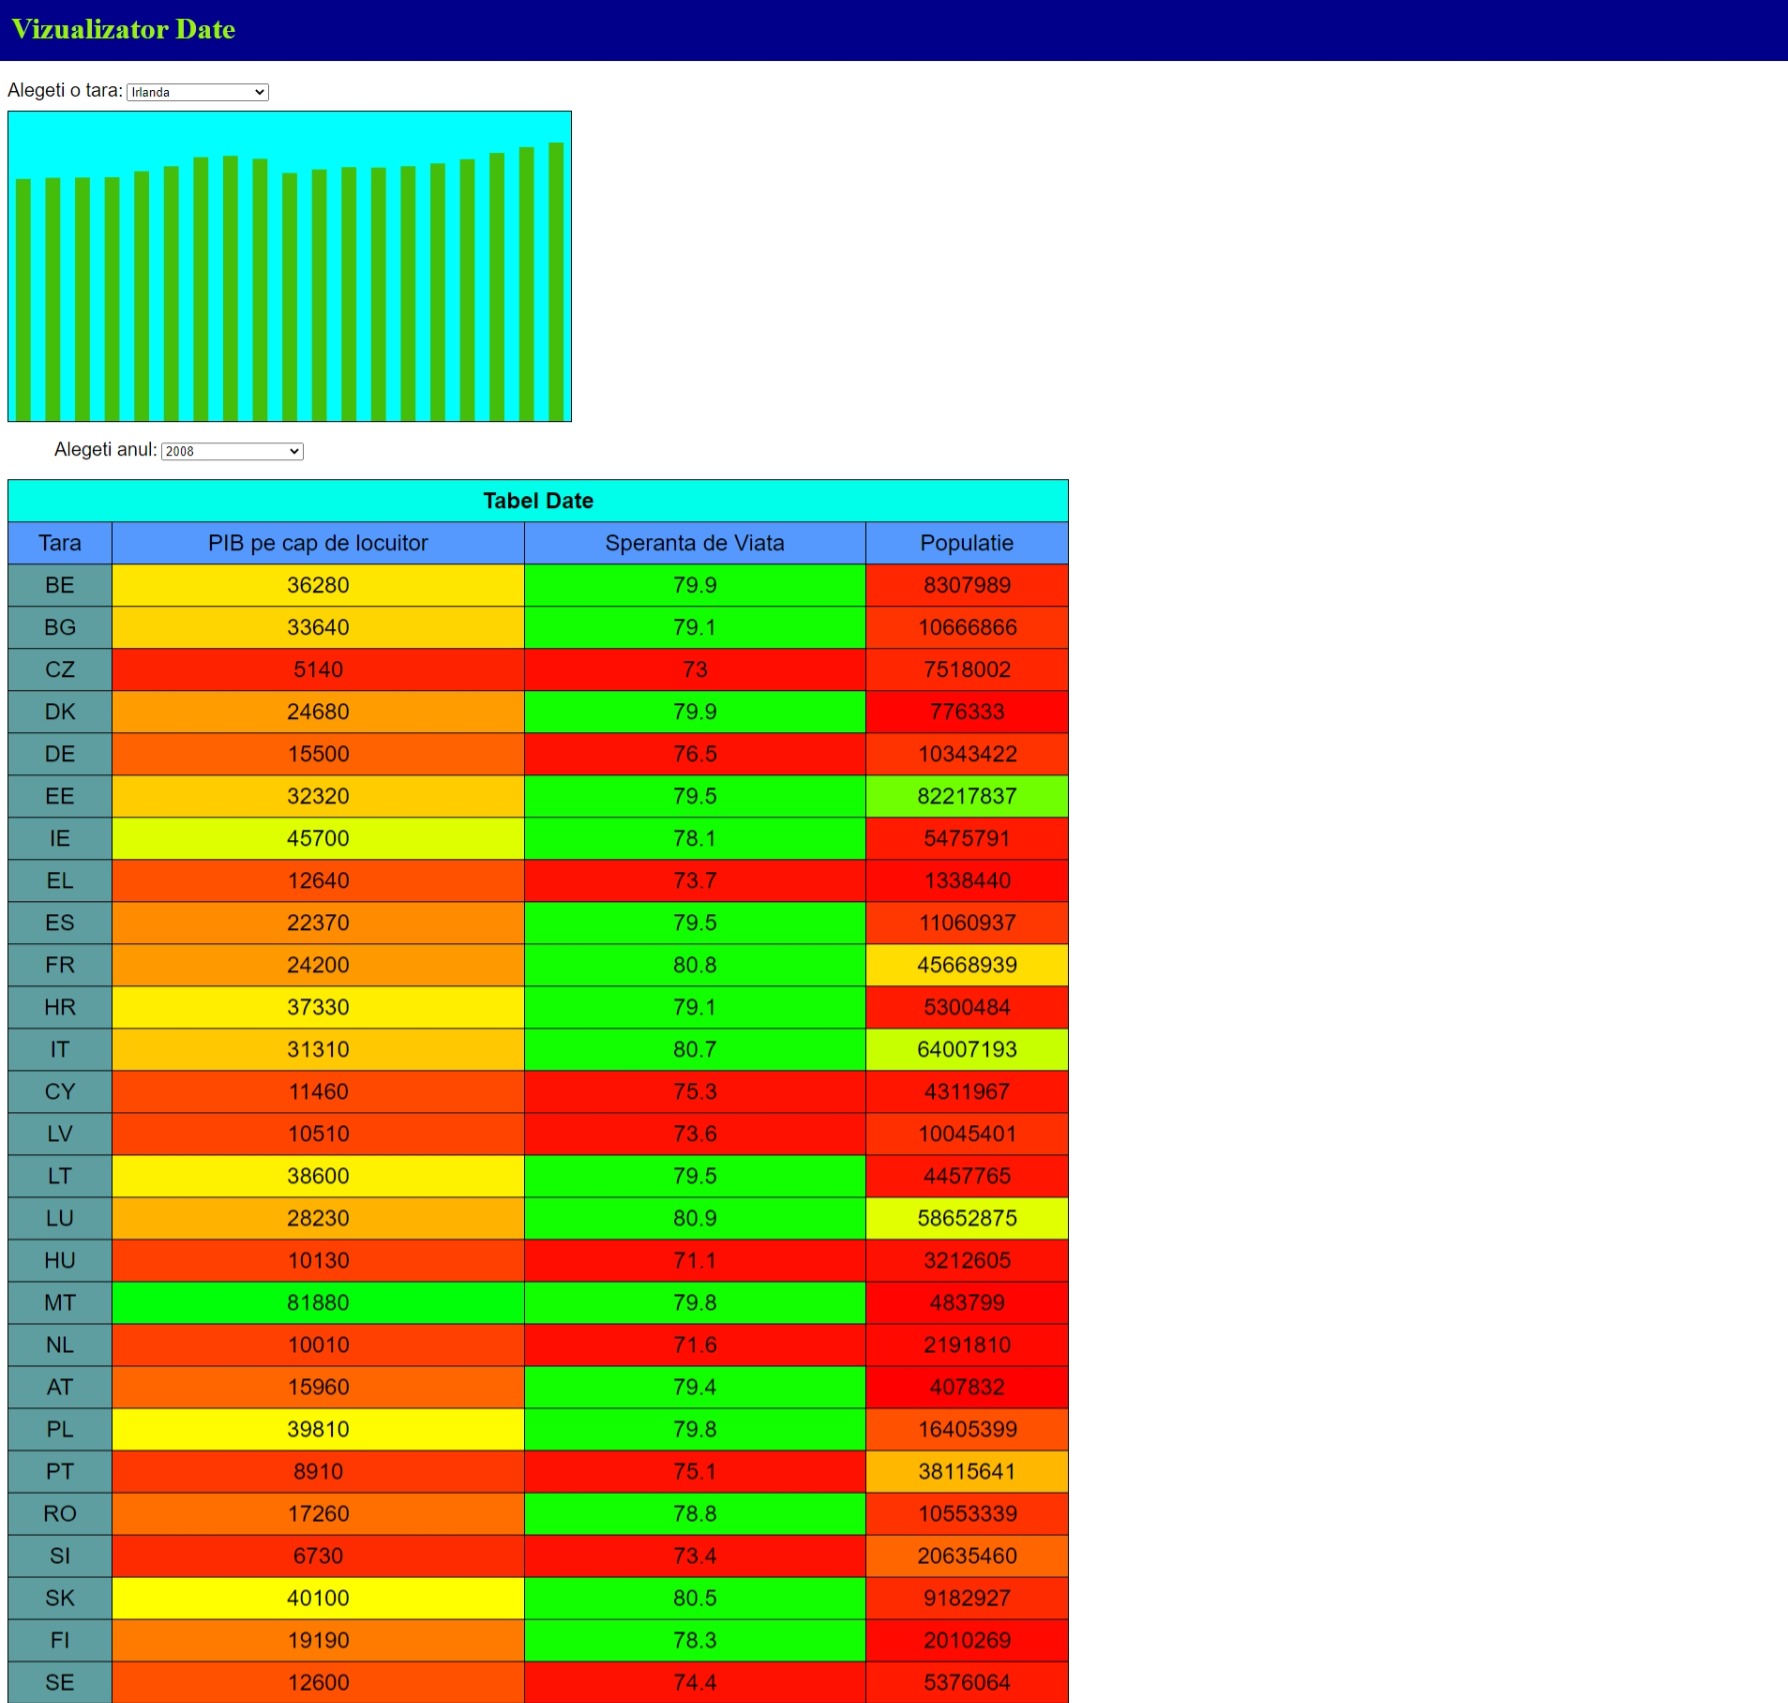 Vizualizator Date
Alegeti o tara: Irlanda
Alegeti anul: 2008
Tabel Date
Tara PIB pe cap de locuitor Speranta de Viata Populatie
BE 36280 79.9 8307989
BG 33640 79.1 10666866
CZ 5140 73 7518002
DK 24680 79.9 776333
DE 15500 76.5 10343422
EE 32320 79.5 82217837
IE 45700 78.1 5475791
EL 12640 73.7 1338440
ES 22370 79.5 11060937
FR 24200 80.8 45668939
HR 37330 79.1 5300484
IT 31310 80.7 64007193
CY 11460 75.3 4311967
LV 10510 73.6 10045401
LT 38600 79.5 4457765
LU 28230 80.9 58652875
HU 10130 71.1 3212605
MT 81880 79.8 483799
NL 10010 71.6 2191810
AT 15960 79.4 407832
PL 39810 79.8 16405399
PT 8910 75.1 38115641
RO 17260 78.8 10553339
SI 6730 73.4 20635460
SK 40100 80.5 9182927
FI 19190 78.3 2010269
SE 12600 74.4 5376064